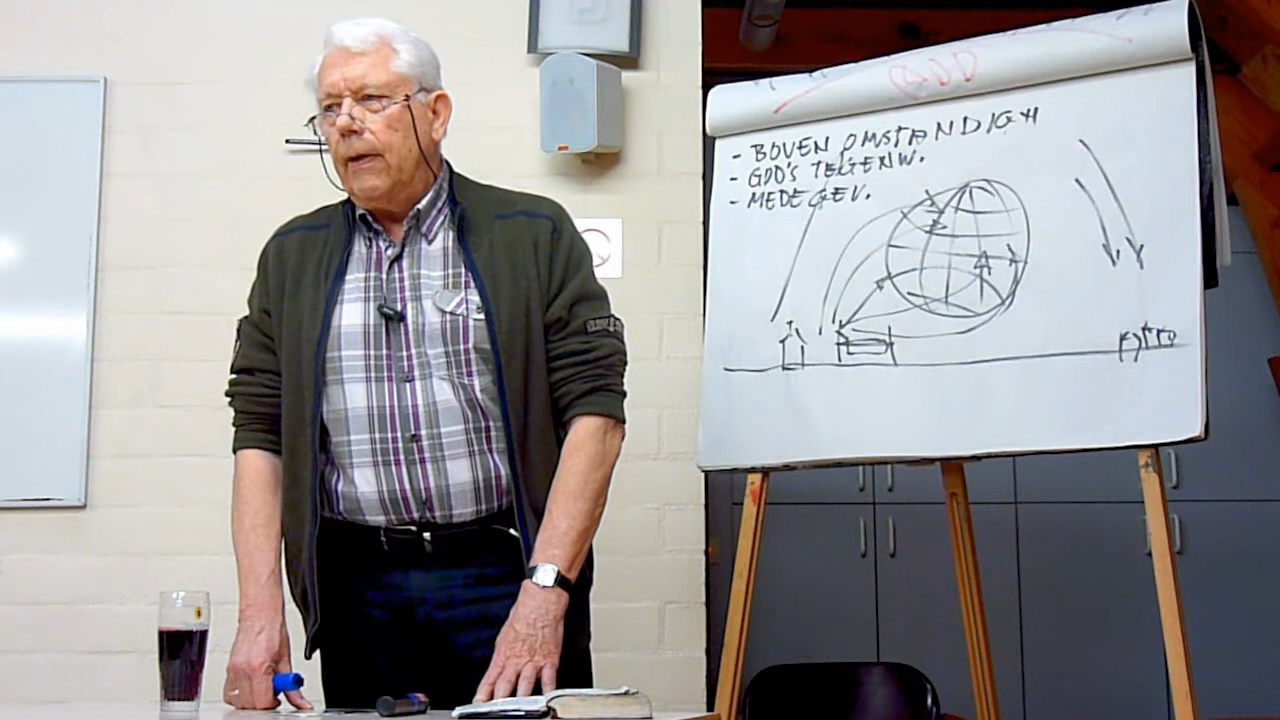 GOD
- BOVEN OMSTANDIGH
- GOD'S TEGENW.
- MEDEGEV.